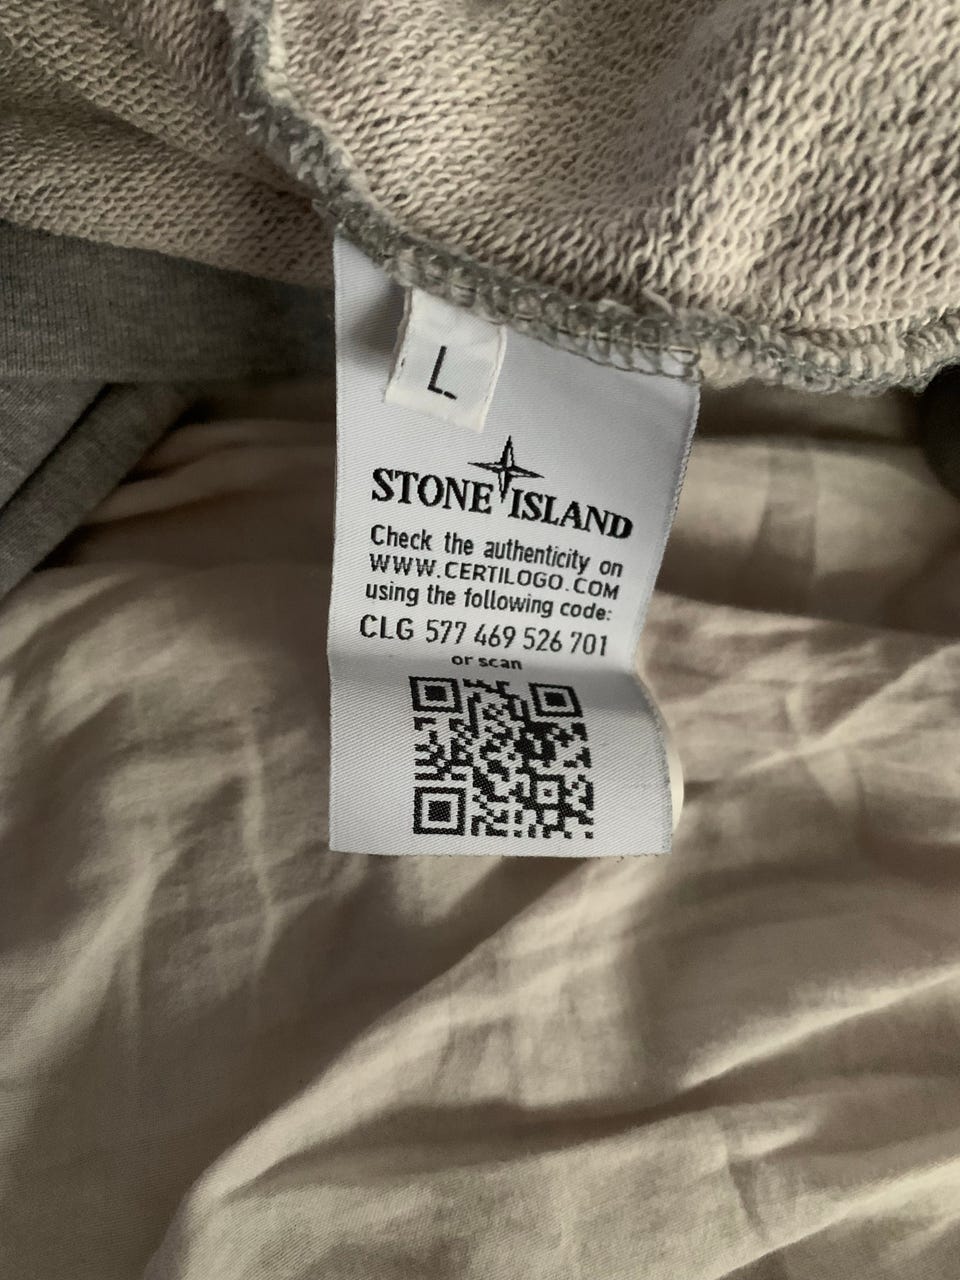 L
STONE ISLAND
Check the authenticity on
WWW.CERTILOGO.COM
using the following code:
CLG 577 469 526 701
or scan